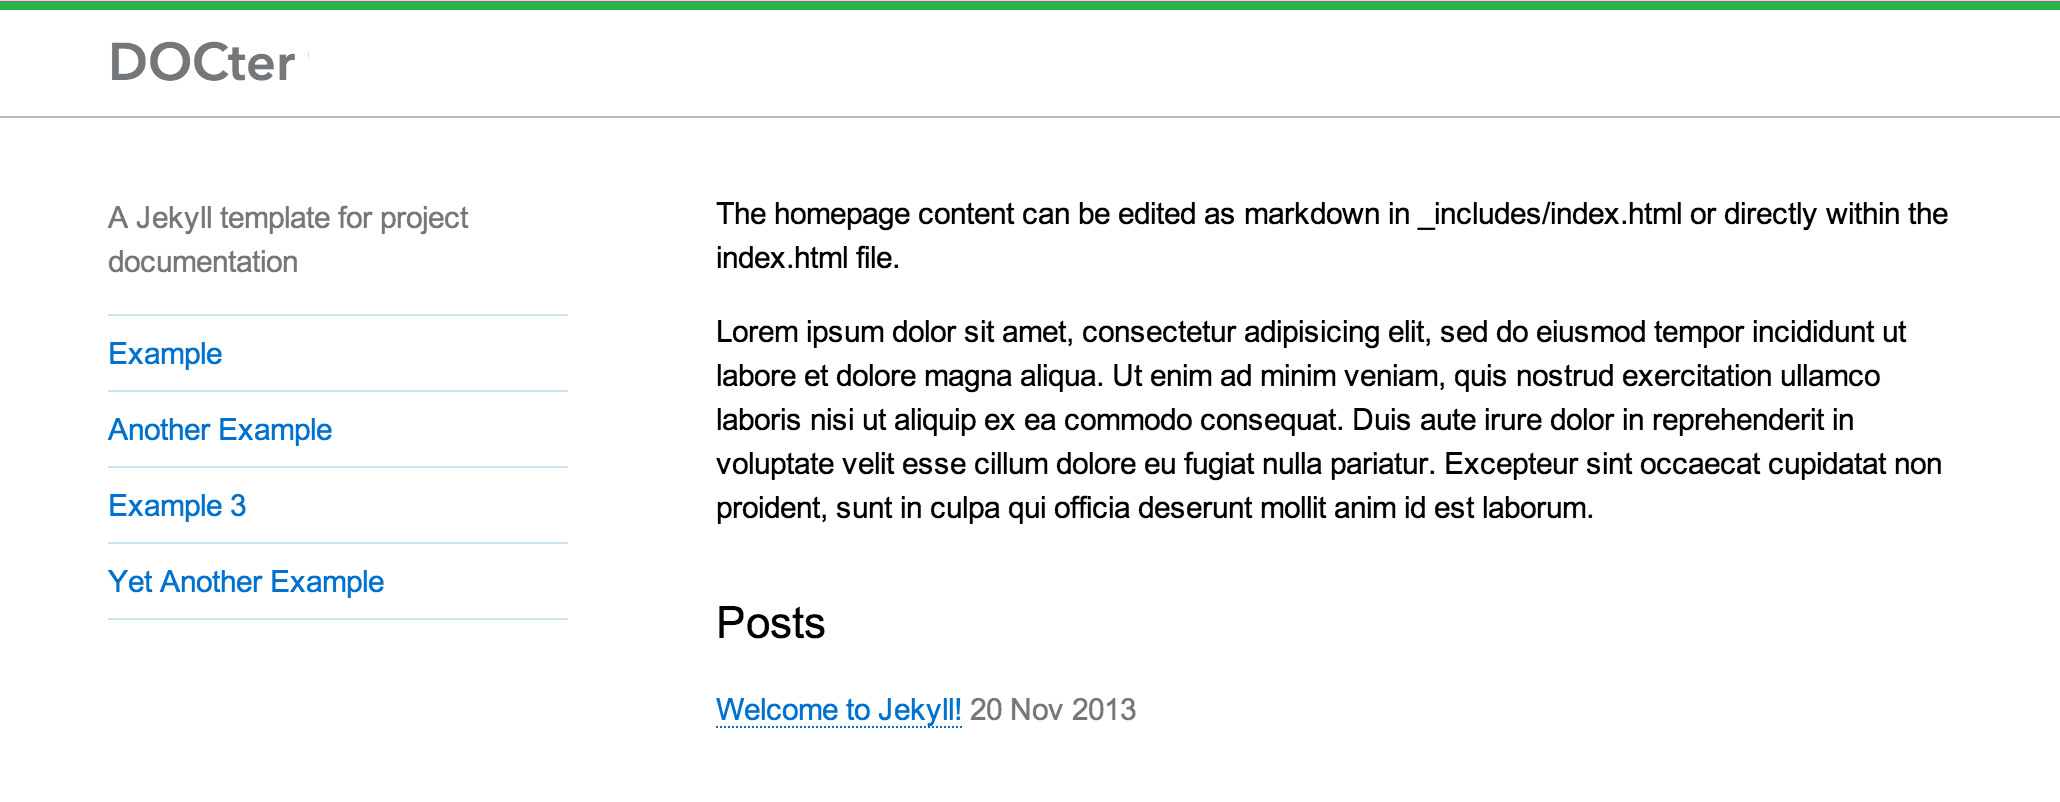 DOCter
A Jekyll template for project
documentation
Example
Another Example
Example 3
Yet Another Example
The homepage content can be edited as markdown in _includes/index.html or directly within the
index.html file.
Lorem ipsum dolor sit amet, consectetur adipisicing elit, sed do eiusmod tempor incididunt ut
labore et dolore magna aliqua. Ut enim ad minim veniam, quis nostrud exercitation ullamco
laboris nisi ut aliquip ex ea commodo consequat. Duis aute irure dolor in reprehenderit in
voluptate velit esse cillum dolore eu fugiat nulla pariatur. Excepteur sint occaecat cupidatat non
proident, sunt in culpa qui officia deserunt mollit anim id est laborum.
Posts
Welcome to Jekyll! 20 Nov 2013